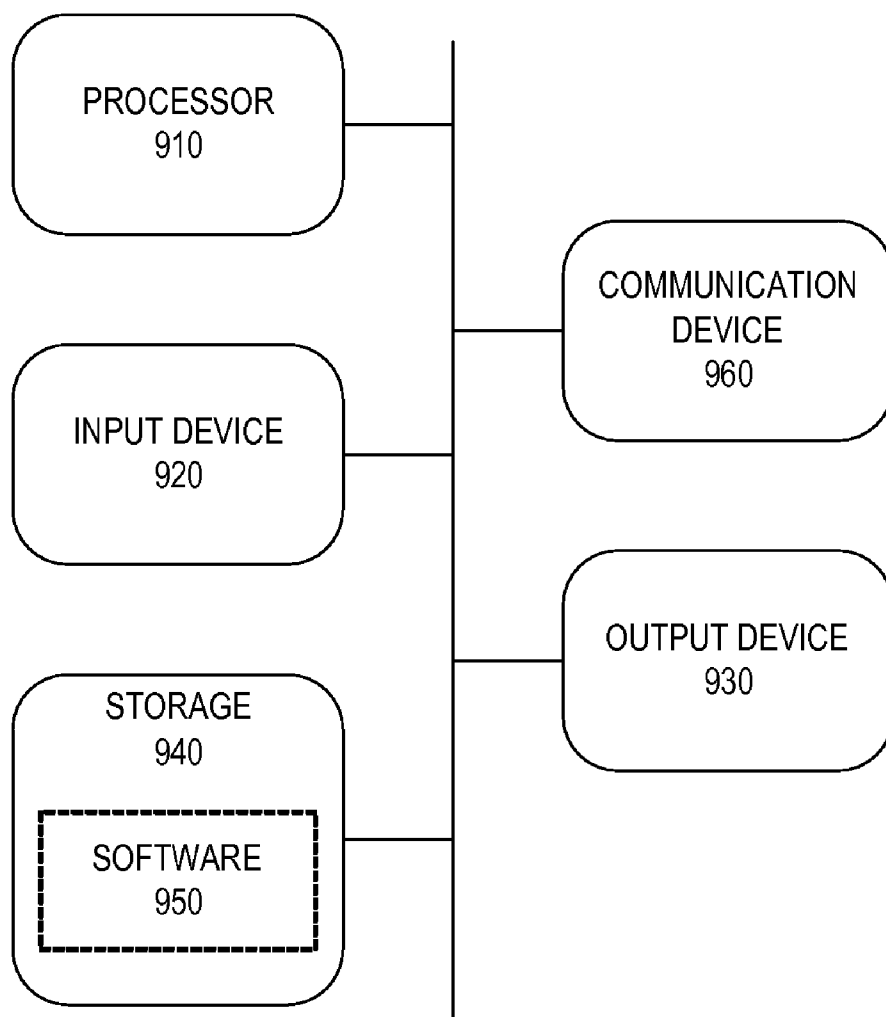 PROCESSOR
910
COMMUNICATION
DEVICE
960
INPUT DEVICE
920
OUTPUT DEVICE
930
STORAGE
940
SOFTWARE
950